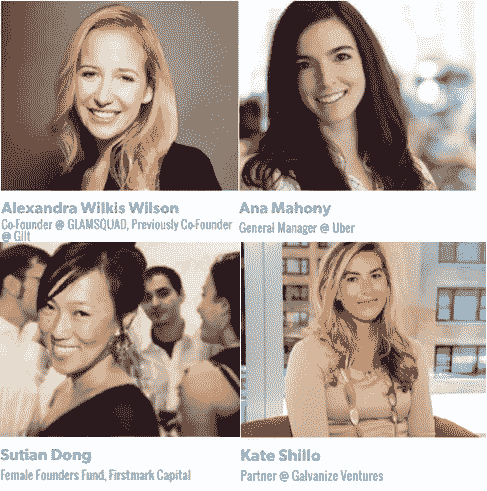 Alexandra Wilkis Wilson
Co-Founder @ GLAMSQUAD, Previously Co-Founder
@ Gilt
Ana Mahony
General Manager @ Uber
Sutian Dong
Female Founders Fund, Firstmark Capital
Kate Shillo
Partner @ Galvanize Ventures